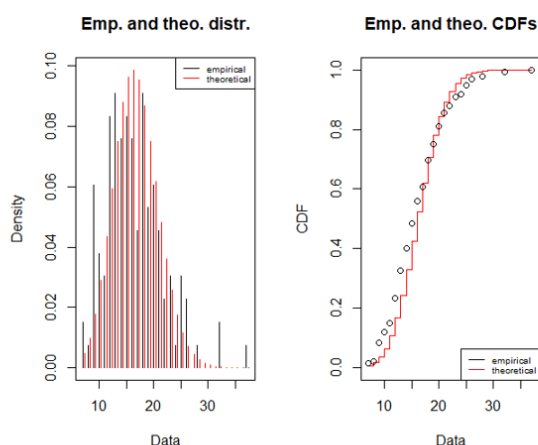 Emp. and theo. distr.
empirical
theoretical
Density
0.00
0.02
0.04
0.06
0.08
0.10
10
20
30
Data
Emp. and theo. CDFs
CDF
0.0
0.2
0.4
0.6
0.8
1.0
empirical
theoretical
10
20
30
Data